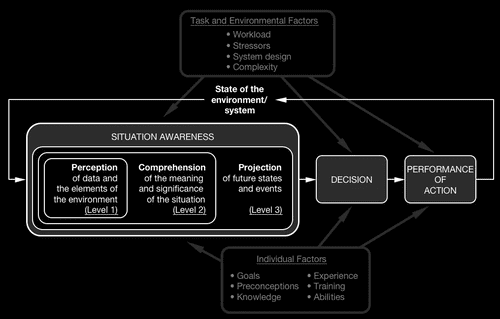 Task and Environmental Factors
• Workload
• Stressors
• System design
• Complexity
State of the
environment/
system
SITUATION AWARENESS
Perception
of data and
the elements of
the environment
(Level 1)
Comprehension
of the meaning
and significance
of the situation
(Level 2)
Projection
of future states
and events
(Level 3)
DECISION
PERFORMANCE
OF
ACTION
Individual Factors
• Goals
• Preconceptions
• Knowledge
• Experience
• Training
• Abilities